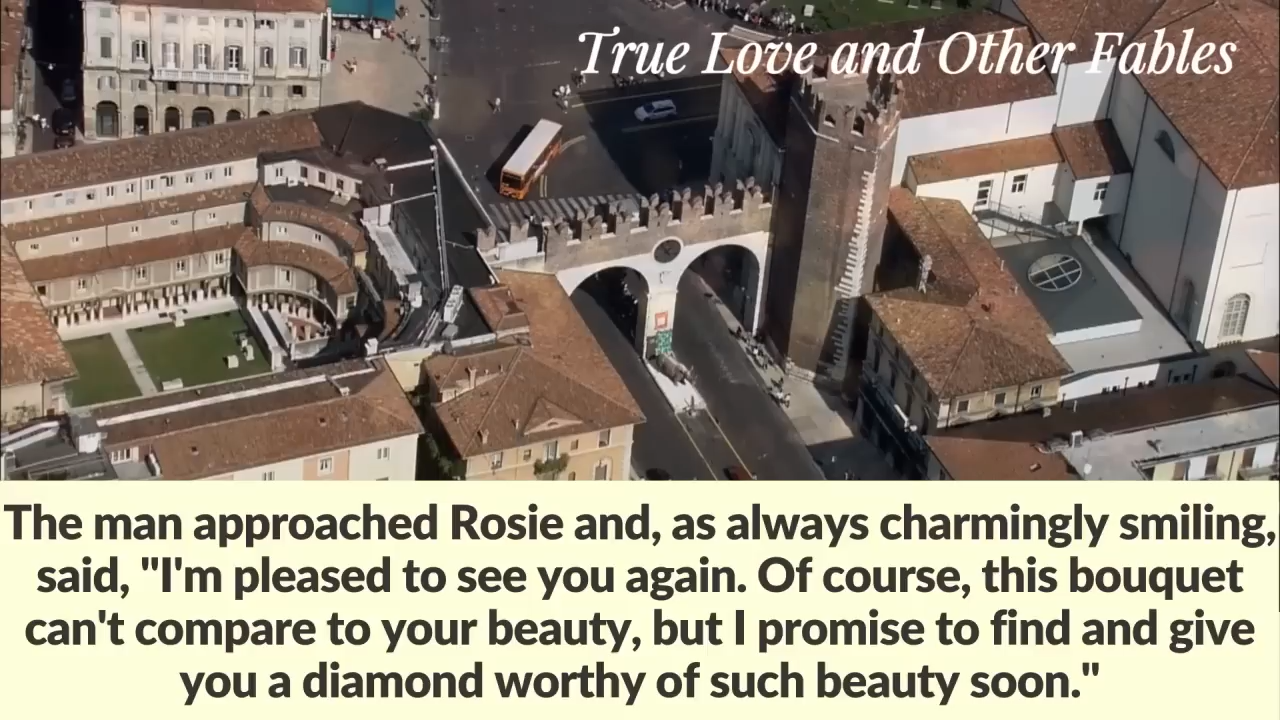 True Love and Other Fables
The man approached Rosie and, as always charmingly smiling,
said, "I'm pleased to see you again. Of course, this bouquet
can't compare to your beauty, but I promise to find and give
you a diamond worthy of such beauty soon."